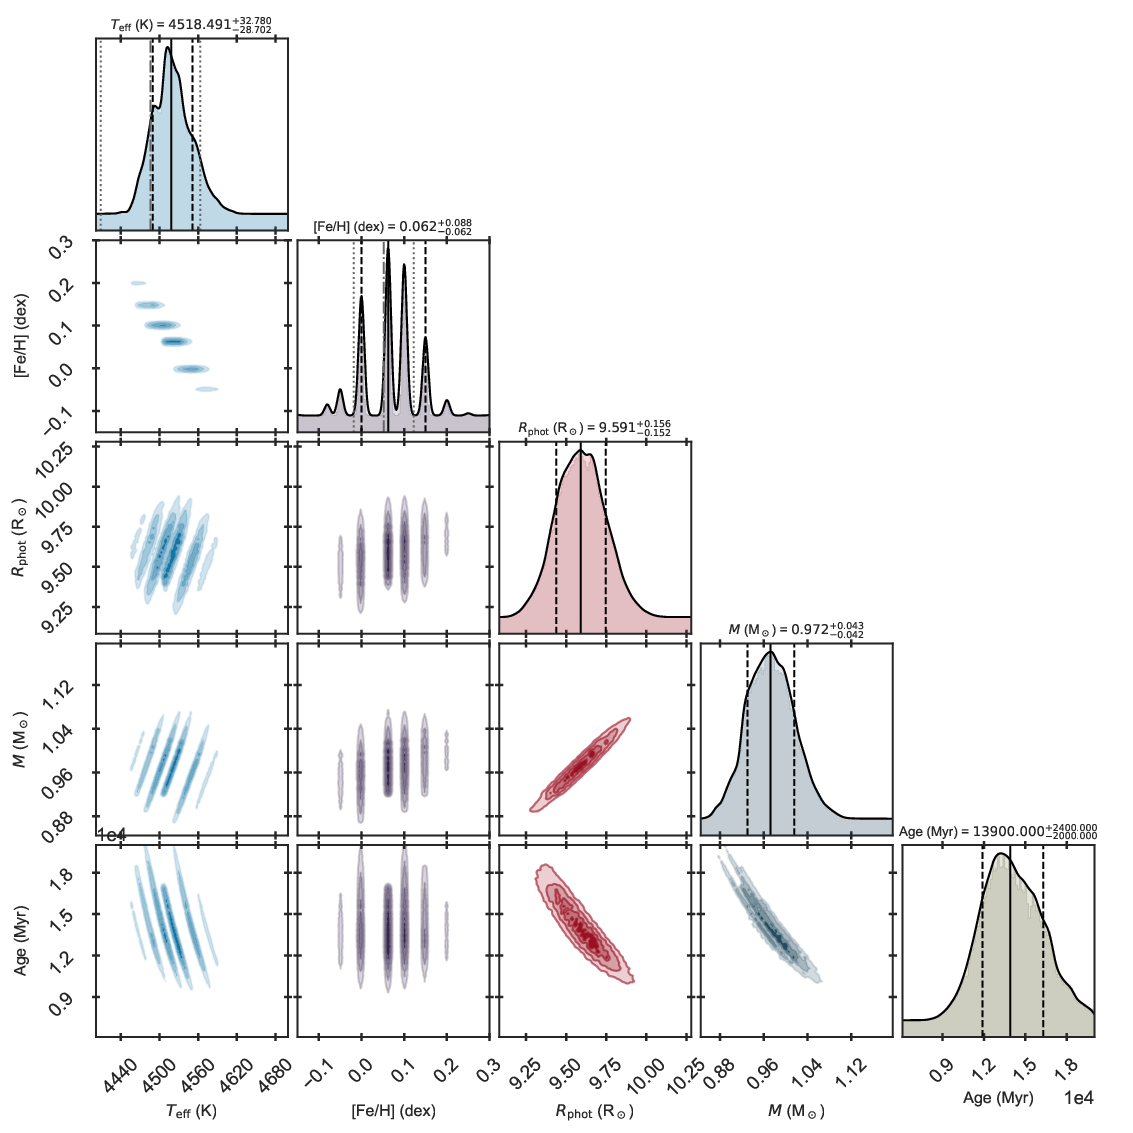 T_eff (K) = 4518.491 +32.780 −28.702
[Fe/H] (dex) = 0.062 +0.088 −0.062
R_phot (R⊙) = 9.591 +0.156 −0.152
M (M⊙) = 0.972 +0.043 −0.042
Age (Myr) = 13900.000 +2400.000 −2000.000
[Fe/H] (dex)
0.3
0.2
0.1
0.0
−0.1
R_phot (R⊙)
10.25
10.00
9.75
9.50
9.25
M (M⊙)
1.12
1.04
0.96
0.88
1e4
Age (Myr)
1.8
1.5
1.2
0.9
4440 4500 4560 4620 4680
T_eff (K)
−0.1 0.0 0.1 0.2 0.3
[Fe/H] (dex)
9.25 9.50 9.75 10.00 10.25
R_phot (R⊙)
0.88 0.96 1.04 1.12
M (M⊙)
0.9 1.2 1.5 1.8
Age (Myr) 1e4